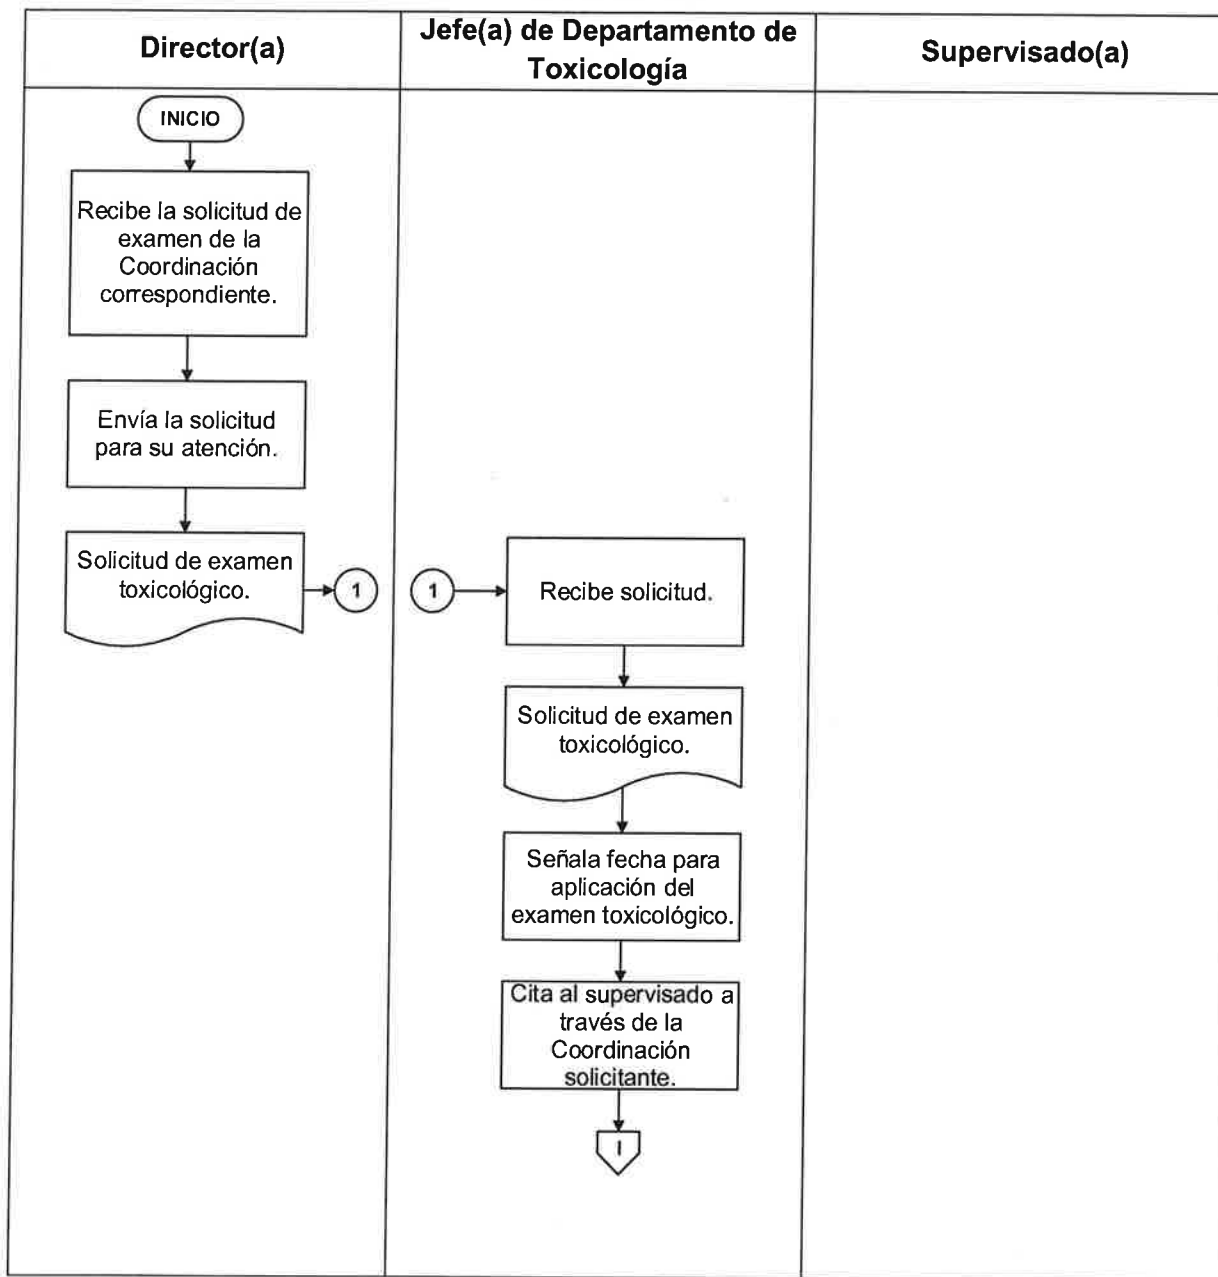 Director(a)
Jefe(a) de Departamento de
Toxicología
Supervisado(a)
INICIO
Recibe la solicitud de
examen de la
Coordinación
correspondiente.
Envía la solicitud
para su atención.
Solicitud de examen
toxicológico.
1
1
Recibe solicitud.
Solicitud de examen
toxicológico.
Señala fecha para
aplicación del
examen toxicológico.
Cita al supervisado a
través de la
Coordinación
solicitante.
I